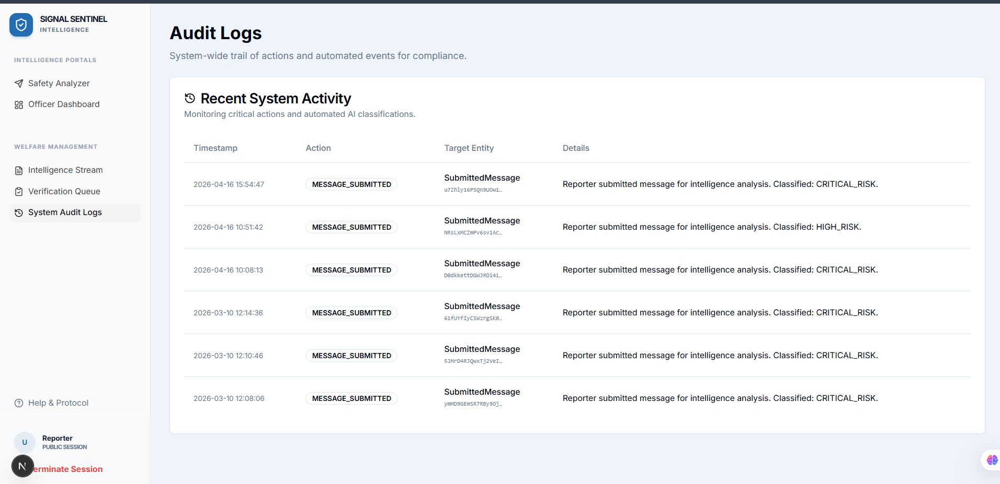 SIGNAL SENTINEL
INTELLIGENCE
INTELLIGENCE PORTALS
Safety Analyzer
Officer Dashboard
WELFARE MANAGEMENT
Intelligence Stream
Verification Queue
System Audit Logs
Help & Protocol
U
Reporter
PUBLIC SESSION
N
erminate Session
Audit Logs
System-wide trail of actions and automated events for compliance.
Recent System Activity
Monitoring critical actions and automated AI classifications.
Timestamp Action Target Entity Details
2026-04-16 15:54:47 MESSAGE_SUBMITTED SubmittedMessage Reporter submitted message for intelligence analysis. Classified: CRITICAL_RISK.
u7Zhly16PSQn9UOw1…
2026-04-16 10:51:42 MESSAGE_SUBMITTED SubmittedMessage Reporter submitted message for intelligence analysis. Classified: HIGH_RISK.
NRsLxMCZmPv6sv1Ac…
2026-04-16 10:08:13 MESSAGE_SUBMITTED SubmittedMessage Reporter submitted message for intelligence analysis. Classified: CRITICAL_RISK.
D0dkkettDGWJROi4i…
2026-03-10 12:14:36 MESSAGE_SUBMITTED SubmittedMessage Reporter submitted message for intelligence analysis. Classified: CRITICAL_RISK.
61fUYfIyCSWzrgSK0…
2026-03-10 12:10:46 MESSAGE_SUBMITTED SubmittedMessage Reporter submitted message for intelligence analysis. Classified: CRITICAL_RISK.
5JMrD4RJQwxTj2VeI…
2026-03-10 12:08:06 MESSAGE_SUBMITTED SubmittedMessage Reporter submitted message for intelligence analysis. Classified: CRITICAL_RISK.
ymMD9GEmSR7RBy9Oj…